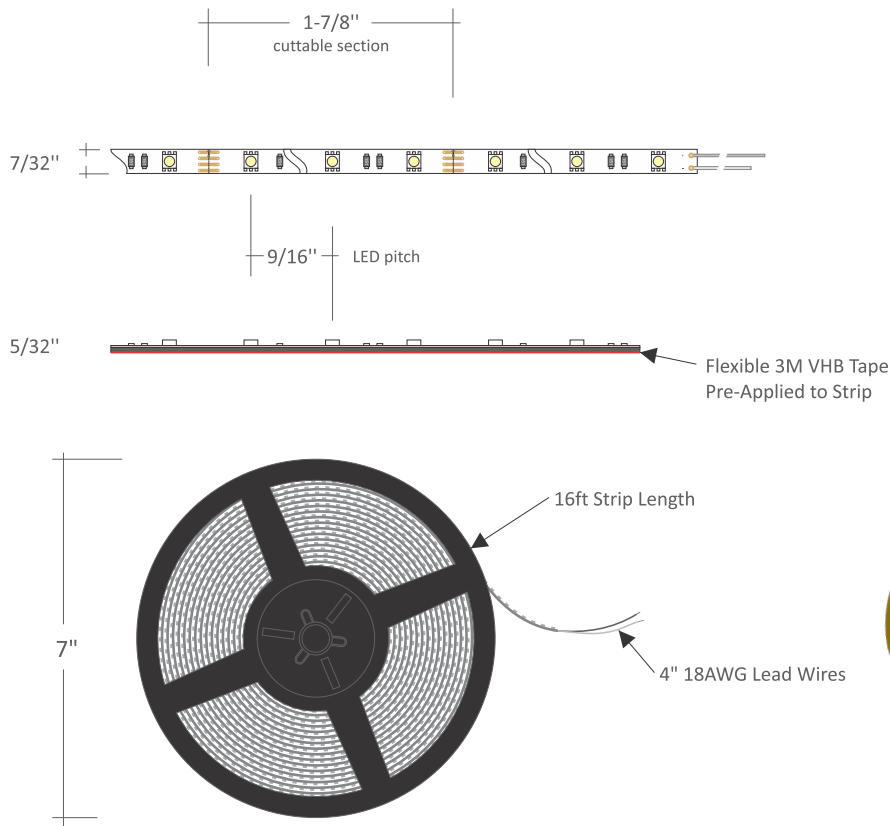 1-7/8''
cuttable section
7/32''
9/16''
LED pitch
5/32''
Flexible 3M VHB Tape
Pre-Applied to Strip
16ft Strip Length
7"
4" 18AWG Lead Wires